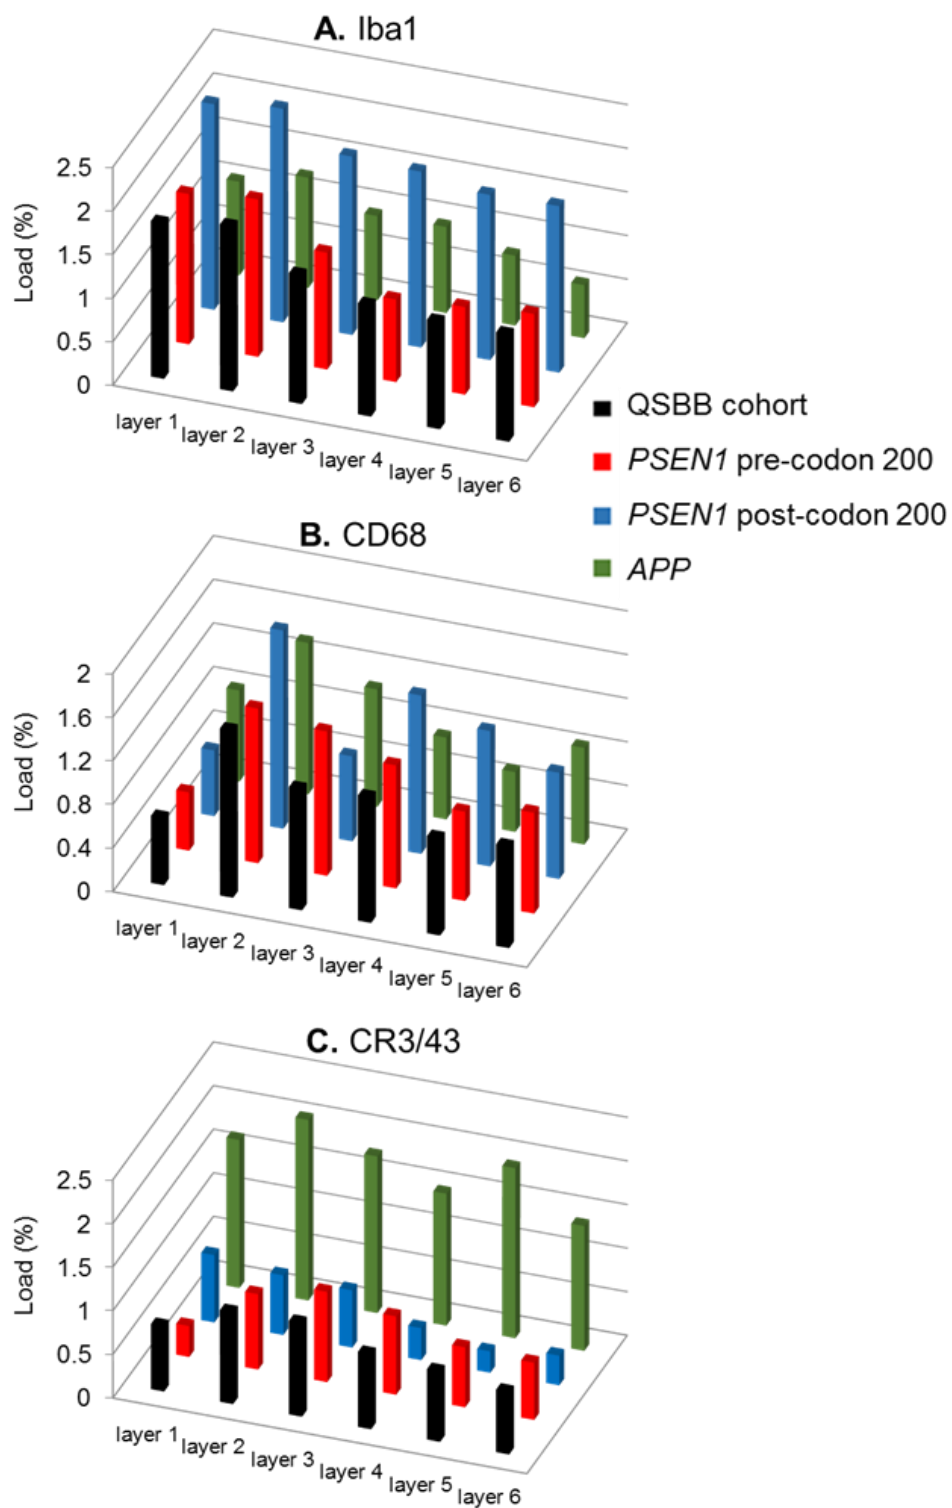 A. Iba1
2.5
2
1.5
1
0.5
0
Load (%)
layer 1
layer 2
layer 3
layer 4
layer 5
layer 6
QSBB cohort
PSEN1 pre-codon 200
PSEN1 post-codon 200
APP
B. CD68
2
1.6
1.2
0.8
0.4
0
Load (%)
layer 1
layer 2
layer 3
layer 4
layer 5
layer 6
C. CR3/43
2.5
2
1.5
1
0.5
0
Load (%)
layer 1
layer 2
layer 3
layer 4
layer 5
layer 6